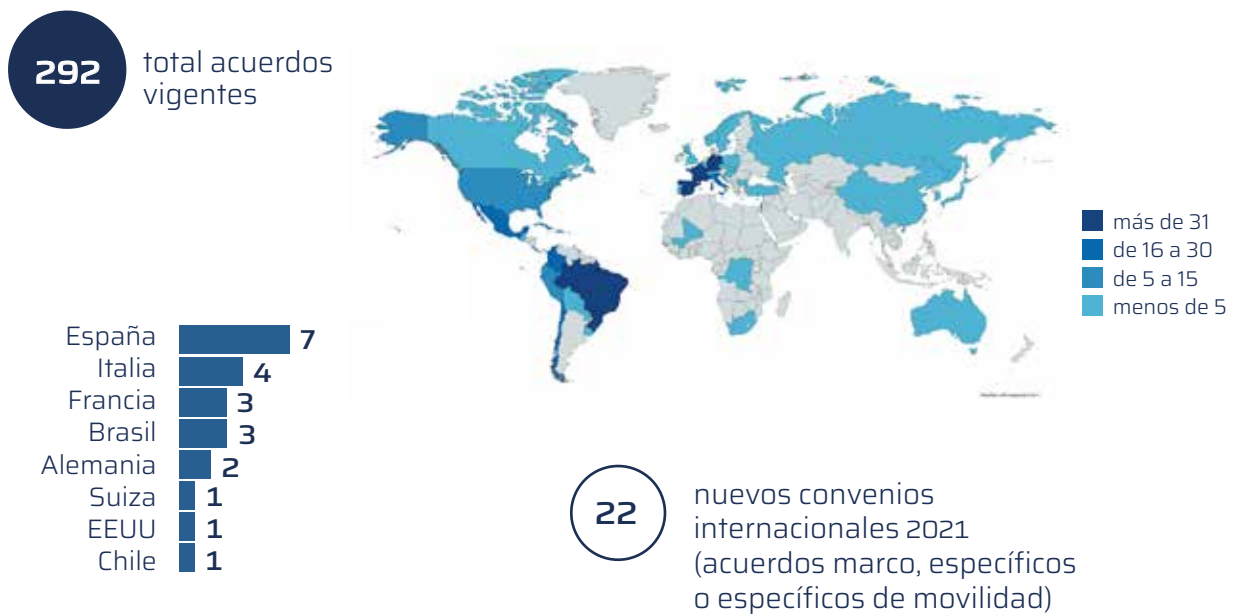 292
total acuerdos
vigentes
más de 31
de 16 a 30
de 5 a 15
menos de 5
España 7
Italia 4
Francia 3
Brasil 3
Alemania 2
Suiza 1
EEUU 1
Chile 1
22
nuevos convenios
internacionales 2021
(acuerdos marco, específicos
o específicos de movilidad)